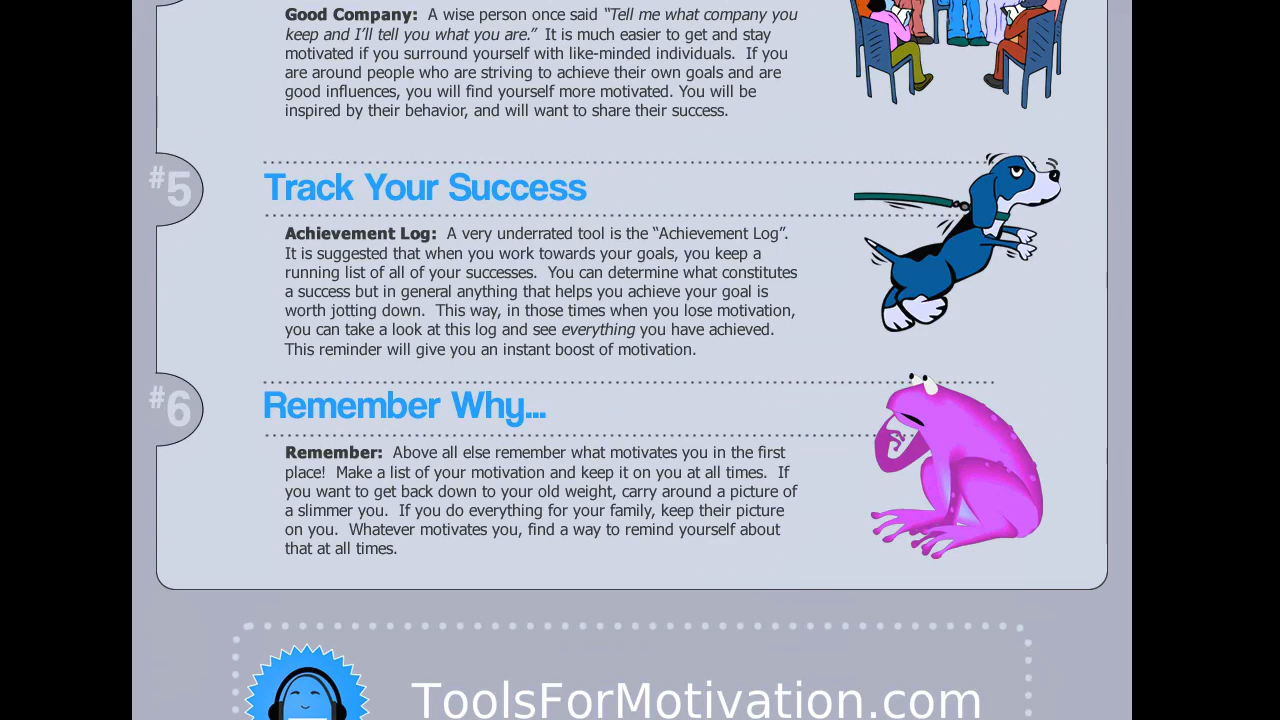 Good Company:  A wise person once said “Tell me what company you
keep and I’ll tell you what you are.”  It is much easier to get and stay
motivated if you surround yourself with like-minded individuals.  If you
are around people who are striving to achieve their own goals and are
good influences, you will find yourself more motivated. You will be
inspired by their behavior, and will want to share their success.
#5
Track Your Success
Achievement Log:  A very underrated tool is the “Achievement Log”.
It is suggested that when you work towards your goals, you keep a
running list of all of your successes.  You can determine what constitutes
a success but in general anything that helps you achieve your goal is
worth jotting down.  This way, in those times when you lose motivation,
you can take a look at this log and see everything you have achieved.
This reminder will give you an instant boost of motivation.
#6
Remember Why...
Remember:  Above all else remember what motivates you in the first
place!  Make a list of your motivation and keep it on you at all times.  If
you want to get back down to your old weight, carry around a picture of
a slimmer you.  If you do everything for your family, keep their picture
on you.  Whatever motivates you, find a way to remind yourself about
that at all times.
ToolsForMotivation.com